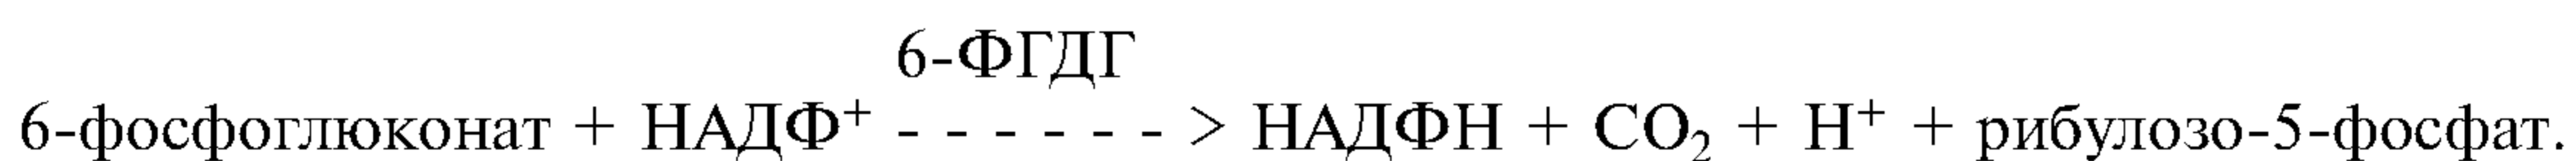 6-ФГДГ
6-фосфоглюконат + НАДФ⁺ - - - - - - > НАДФН + CO₂ + H⁺ + рибулозо-5-фосфат.